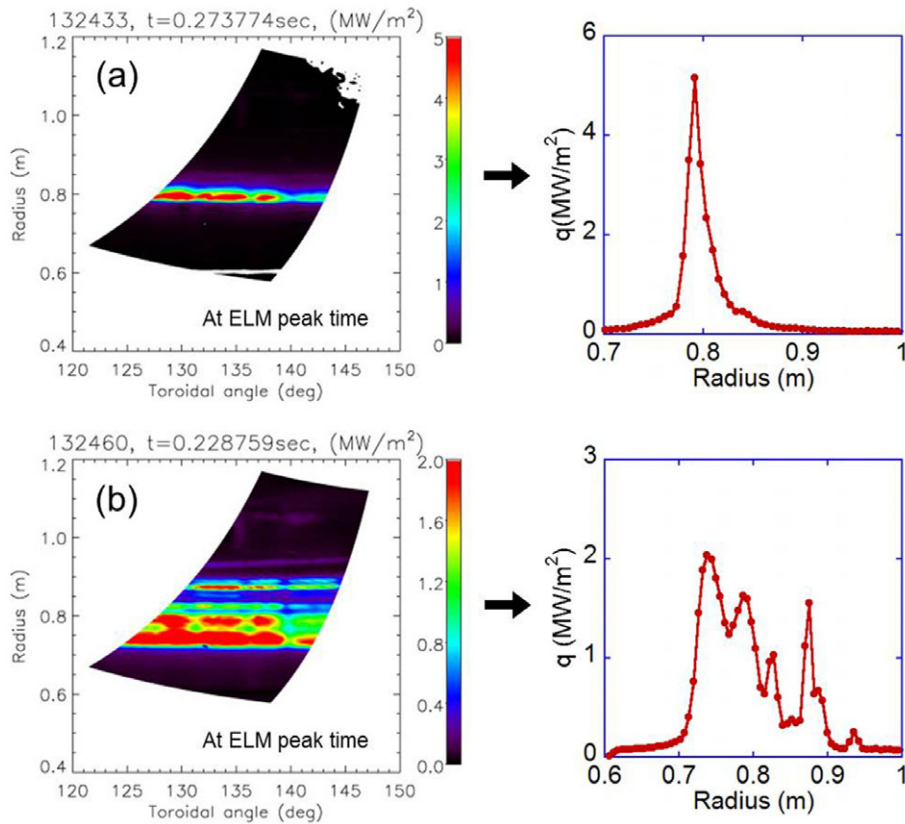 132433, t=0.273774sec, (MW/m²)
(a)
1.2
1.0
0.8
0.6
0.4
Radius (m)
At ELM peak time
120 125 130 135 140 145 150
Toroidal angle (deg)
5
4
3
2
1
0
6
4
2
0
q(MW/m²)
0.7 0.8 0.9 1
Radius (m)
132460, t=0.228759sec, (MW/m²)
(b)
1.2
1.0
0.8
0.6
0.4
Radius (m)
At ELM peak time
120 125 130 135 140 145 150
Toroidal angle (deg)
2.0
1.6
1.2
0.8
0.4
0.0
3
2
1
0
q (MW/m²)
0.6 0.7 0.8 0.9 1
Radius (m)